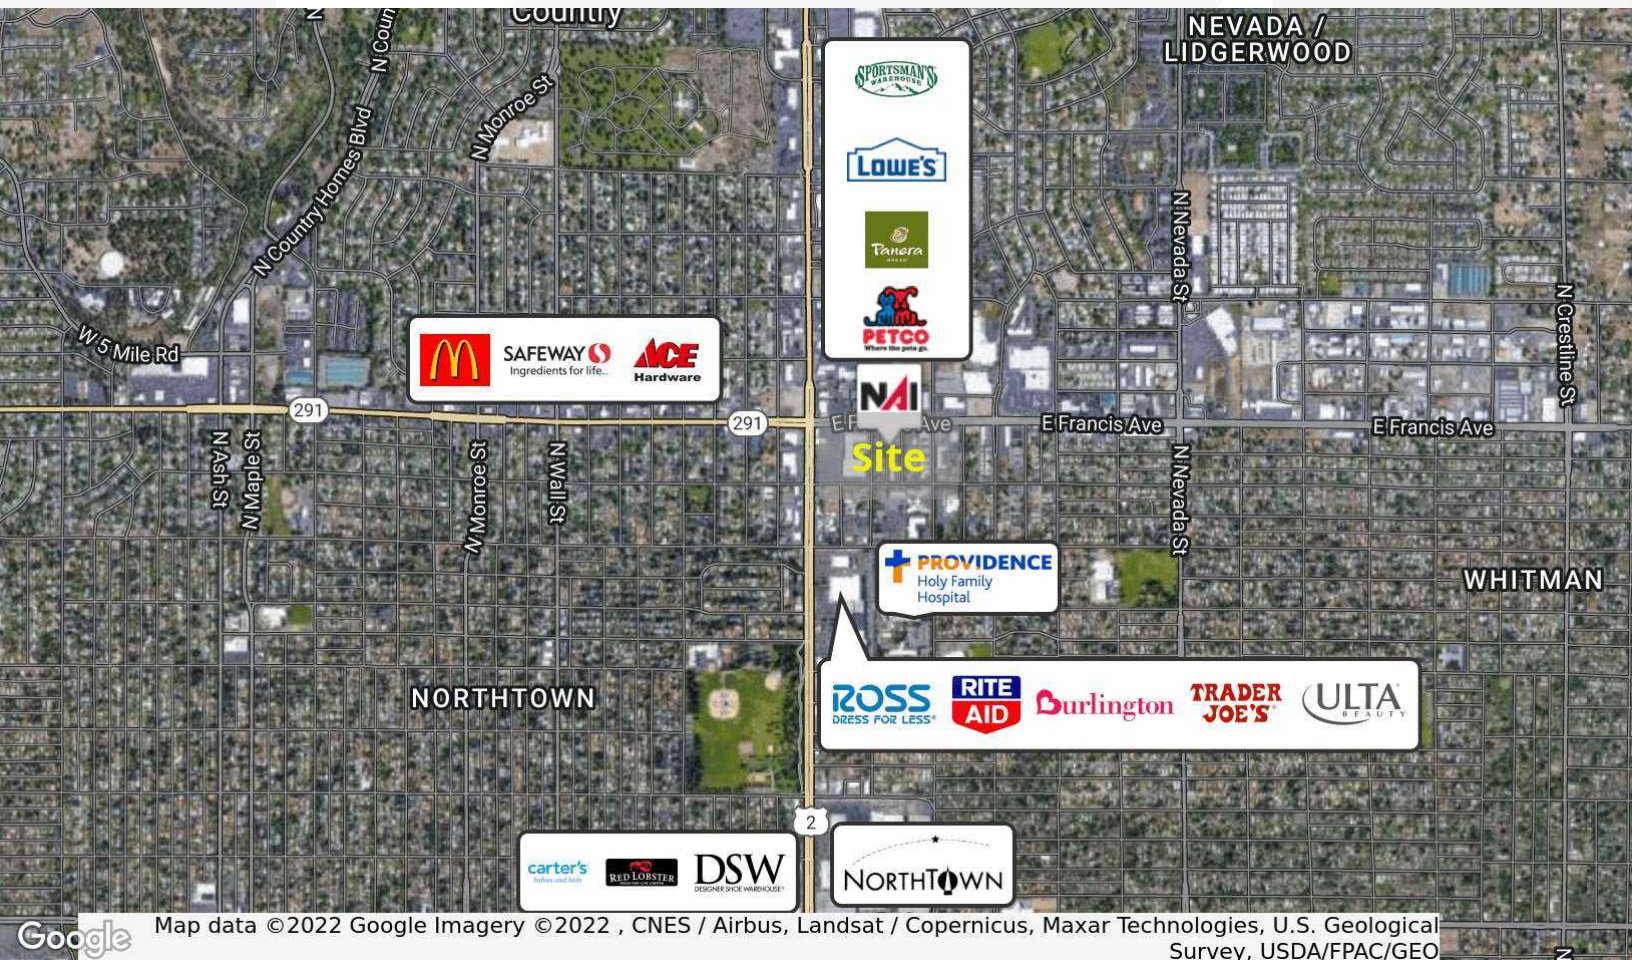 Country
NEVADA /
LIDGERWOOD
N Coun
N Monroe St
SPORTSMAN'S
WAREHOUSE
N Country Homes Blvd
LOWE'S
N Nevada St
Panera
BREAD
N Crestline St
PETCO
Where the pets go.
W 5 Mile Rd
SAFEWAY
Ingredients for life..
ACE
Hardware
NAI
291
291
E F
Ave
E Francis Ave
E Francis Ave
Site
N Ash St
N Maple St
N Monroe St
N Wall St
N Nevada St
PROVIDENCE
Holy Family
Hospital
WHITMAN
NORTHTOWN
ROSS
DRESS FOR LESS®
RITE
AID
Burlington
TRADER
JOE'S
ULTA
BEAUTY
2
carter's
babies and kids
RED LOBSTER
DSW
DESIGNER SHOE WAREHOUSE®
NORTHTOWN
Google
Map data ©2022 Google Imagery ©2022 , CNES / Airbus, Landsat / Copernicus, Maxar Technologies, U.S. Geological
Survey, USDA/FPAC/GEO